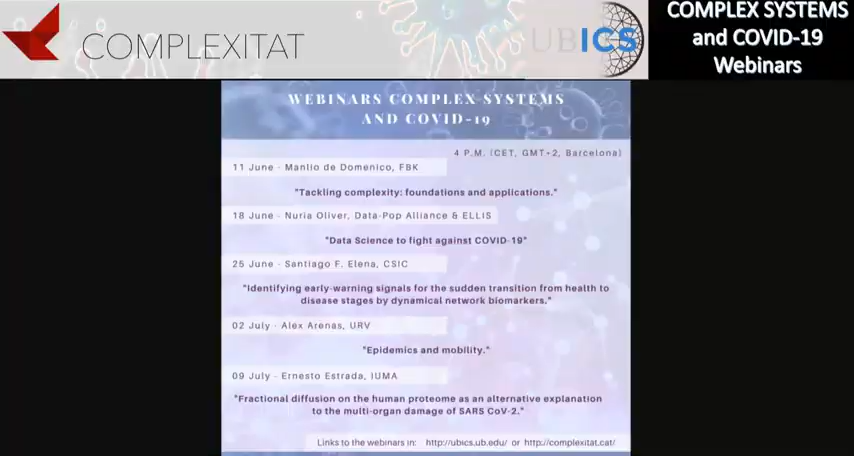 COMPLEXITAT
UBICS
COMPLEX SYSTEMS
and COVID-19
Webinars
WEBINARS COMPLEX SYSTEMS
AND COVID-19
4 P.M. (CET, GMT+2, Barcelona)
11 June - Manlio de Domenico, FBK
"Tackling complexity: foundations and applications."
18 June - Nuria Oliver, Data-Pop Alliance & ELLIS
"Data Science to fight against COVID-19"
25 June - Santiago F. Elena, CSIC
"Identifying early-warning signals for the sudden transition from health to
disease stages by dynamical network biomarkers."
02 July - Alex Arenas, URV
"Epidemics and mobility."
09 July - Ernesto Estrada, IUMA
"Fractional diffusion on the human proteome as an alternative explanation
to the multi-organ damage of SARS CoV-2."
Links to the webinars in: http://ubics.ub.edu/ or http://complexitat.cat/